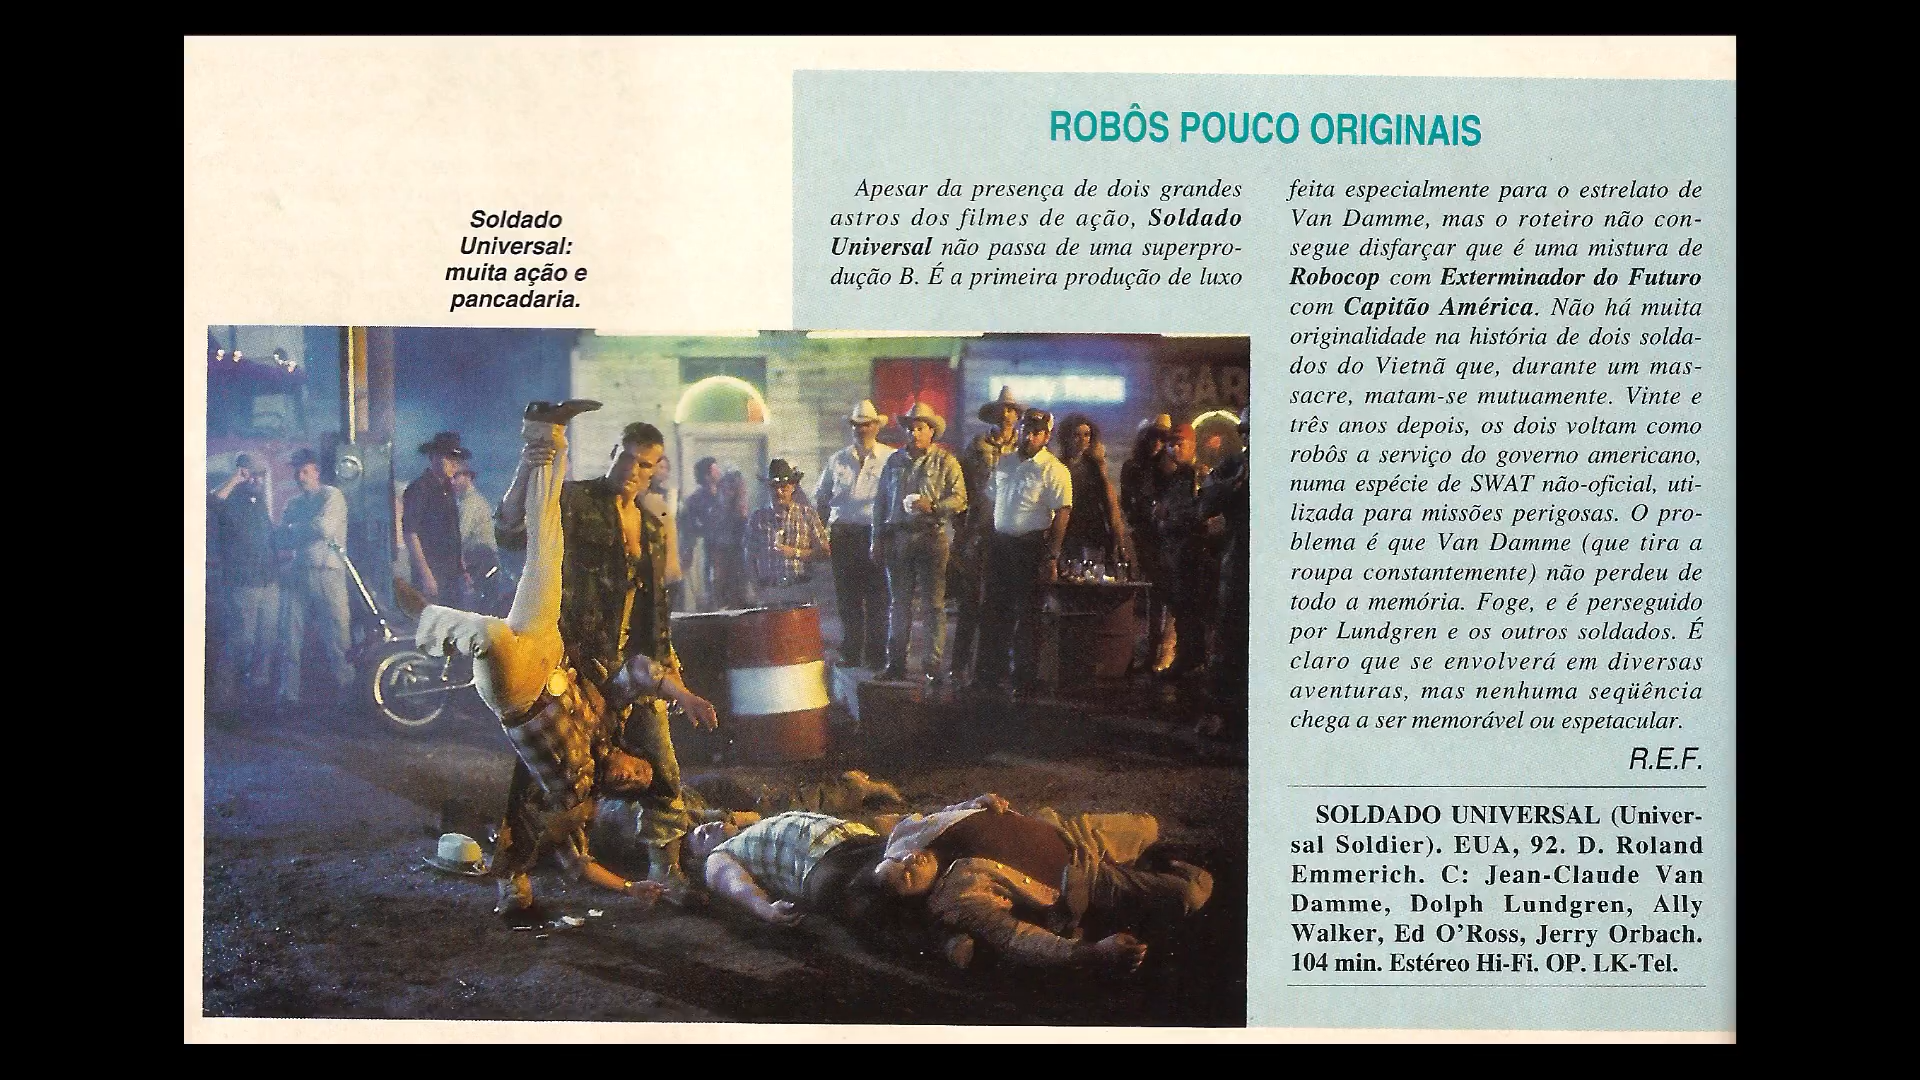 Soldado
Universal:
muita ação e
pancadaria.
ROBÔS POUCO ORIGINAIS
Apesar da presença de dois grandes
astros dos filmes de ação, Soldado
Universal não passa de uma superpro-
dução B. É a primeira produção de luxo
feita especialmente para o estrelato de
Van Damme, mas o roteiro não con-
segue disfarçar que é uma mistura de
Robocop com Exterminador do Futuro
com Capitão América. Não há muita
originalidade na história de dois solda-
dos do Vietnã que, durante um mas-
sacre, matam-se mutuamente. Vinte e
três anos depois, os dois voltam como
robôs a serviço do governo americano,
numa espécie de SWAT não-oficial, uti-
lizada para missões perigosas. O pro-
blema é que Van Damme (que tira a
roupa constantemente) não perdeu de
todo a memória. Foge, e é perseguido
por Lundgren e os outros soldados. É
claro que se envolverá em diversas
aventuras, mas nenhuma seqüência
chega a ser memorável ou espetacular.
R.E.F.
SOLDADO UNIVERSAL (Univer-
sal Soldier). EUA, 92. D. Roland
Emmerich. C: Jean-Claude Van
Damme, Dolph Lundgren, Ally
Walker, Ed O'Ross, Jerry Orbach.
104 min. Estéreo Hi-Fi. OP. LK-Tel.
GAR